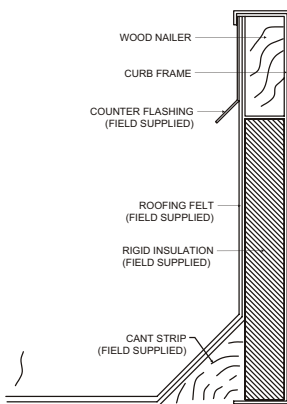 WOOD NAILER
CURB FRAME
COUNTER FLASHING
(FIELD SUPPLIED)
ROOFING FELT
(FIELD SUPPLIED)
RIGID INSULATION
(FIELD SUPPLIED)
CANT STRIP
(FIELD SUPPLIED)